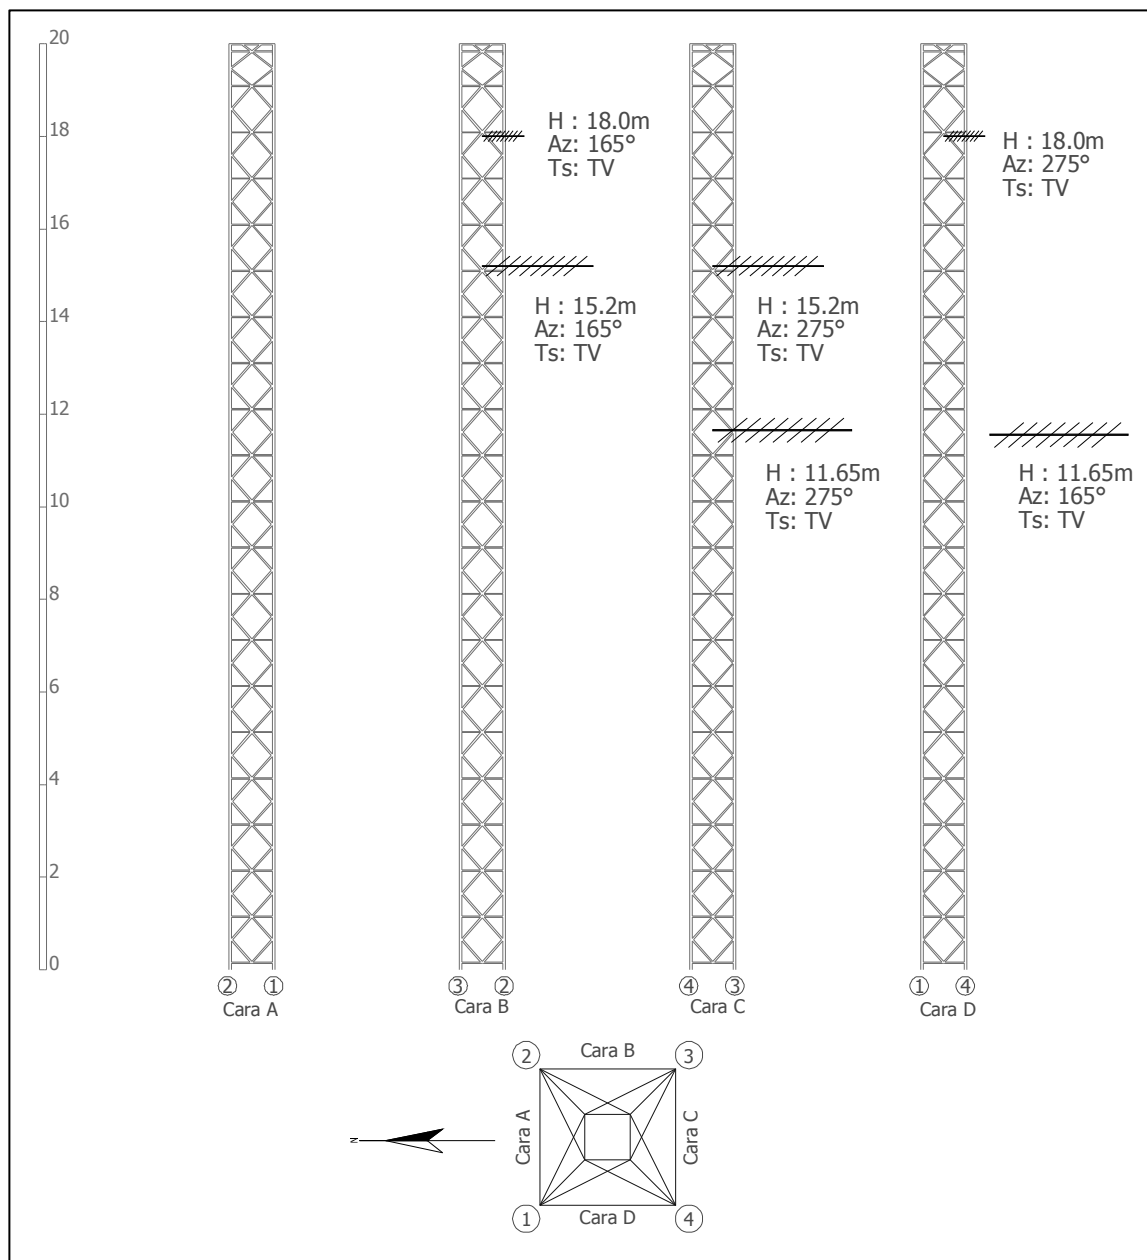 20
18
16
14
12
10
8
6
4
2
0
H : 18.0m
Az: 165°
Ts: TV
H : 18.0m
Az: 275°
Ts: TV
H : 15.2m
Az: 165°
Ts: TV
H : 15.2m
Az: 275°
Ts: TV
H : 11.65m
Az: 275°
Ts: TV
H : 11.65m
Az: 165°
Ts: TV
2 1
Cara A
3 2
Cara B
4 3
Cara C
1 4
Cara D
2
Cara B
3
Cara A
Cara C
N
1
Cara D
4